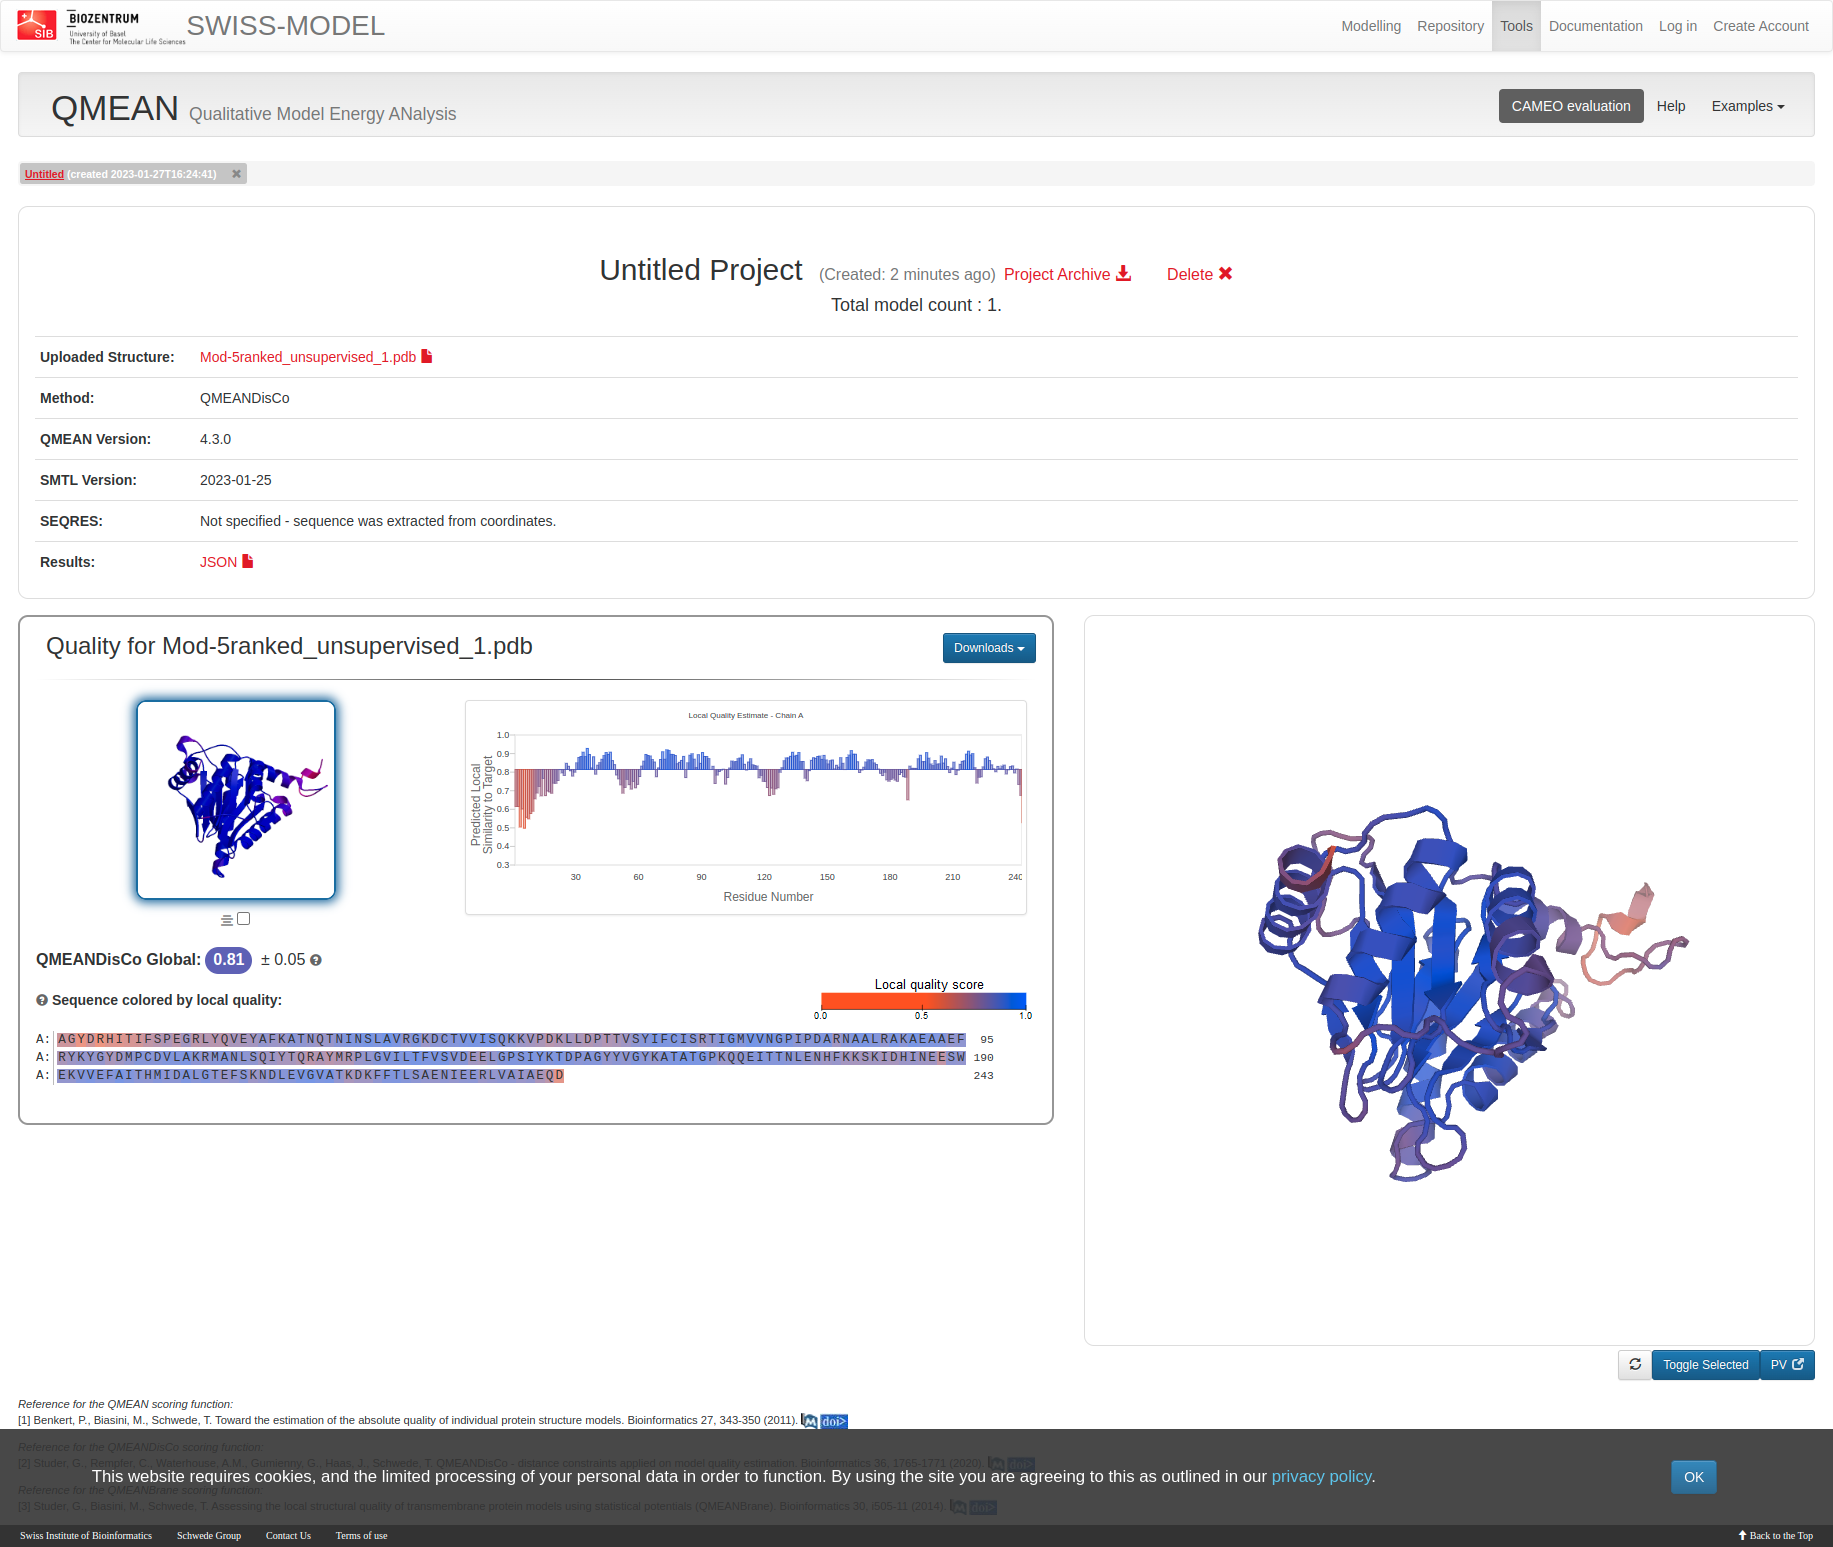 SIB
BIOZENTRUM
University of Basel
The Center for Molecular Life Sciences
SWISS-MODEL
Modelling Repository Tools Documentation Log in Create Account
QMEAN Qualitative Model Energy ANalysis
CAMEO evaluation Help Examples
Untitled (created 2023-01-27T16:24:41) ✖
Untitled Project (Created: 2 minutes ago) Project Archive Delete ✖
Total model count : 1.
Uploaded Structure: Mod-5ranked_unsupervised_1.pdb
Method: QMEANDisCo
QMEAN Version: 4.3.0
SMTL Version: 2023-01-25
SEQRES: Not specified - sequence was extracted from coordinates.
Results: JSON
Quality for Mod-5ranked_unsupervised_1.pdb
Downloads
Local Quality Estimate - Chain A
Predicted Local
Similarity to Target
1.0
0.9
0.8
0.7
0.6
0.5
0.4
0.3
30 60 90 120 150 180 210 240
Residue Number
QMEANDisCo Global: 0.81 ± 0.05
Sequence colored by local quality:
Local quality score
0.0 0.5 1.0
A: AGYDRHITIFSPEGRLYQVEYAFKATNQTNINSLAVRGKDCTVVISQKKVPDKLLDPTTVSYIFCISRTIGMVVNGPIPDARNAALRAKAEAAEF 95
A: RYKYGYDMPCDVLAKRMANLSQIYTQRAYMRPLGVILTFVSVDEELGPSIYKTDPAGYYVGYKATATGPKQQEITTNLENHFKKSKIDHINEESW 190
A: EKVVEFAITHMIDALGTEFSKNDLEVGVATKDKFFTLSAENIEERLVAIAEQD 243
Toggle Selected PV
Reference for the QMEAN scoring function:
[1] Benkert, P., Biasini, M., Schwede, T. Toward the estimation of the absolute quality of individual protein structure models. Bioinformatics 27, 343-350 (2011). M doi>
Reference for the QMEANDisCo scoring function:
[2] Studer, G., Rempfer, C., Waterhouse, A.M., Gumienny, G., Haas, J., Schwede, T. QMEANDisCo - distance constraints applied on model quality estimation. Bioinformatics 36, 1765-1771 (2020). M doi>
This website requires cookies, and the limited processing of your personal data in order to function. By using the site you are agreeing to this as outlined in our privacy policy.
OK
Reference for the QMEANBrane scoring function:
[3] Studer, G., Biasini, M., Schwede, T. Assessing the local structural quality of transmembrane protein models using statistical potentials (QMEANBrane). Bioinformatics 30, i505-11 (2014). M doi>
Swiss Institute of Bioinformatics Schwede Group Contact Us Terms of use Back to the Top